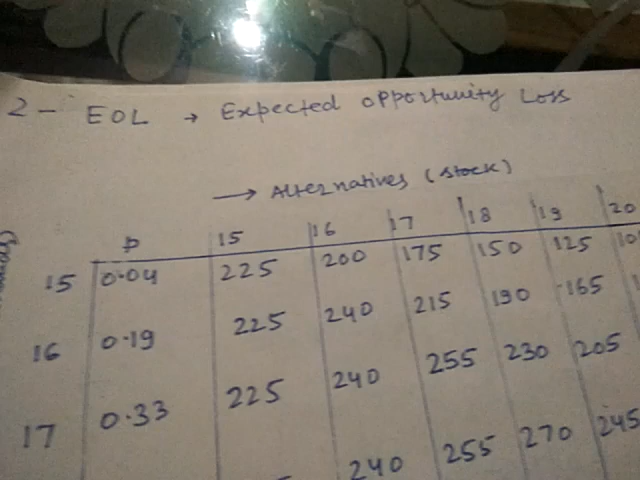 2- EOL → Expected opportunity Loss
→ Alternatives (stock)
p 15 16 17 18 19 20
15 0.04 225 200 175 150 125
16 0.19 225 240 215 190 165
17 0.33 225 240 255 230 205
240 255 270 245